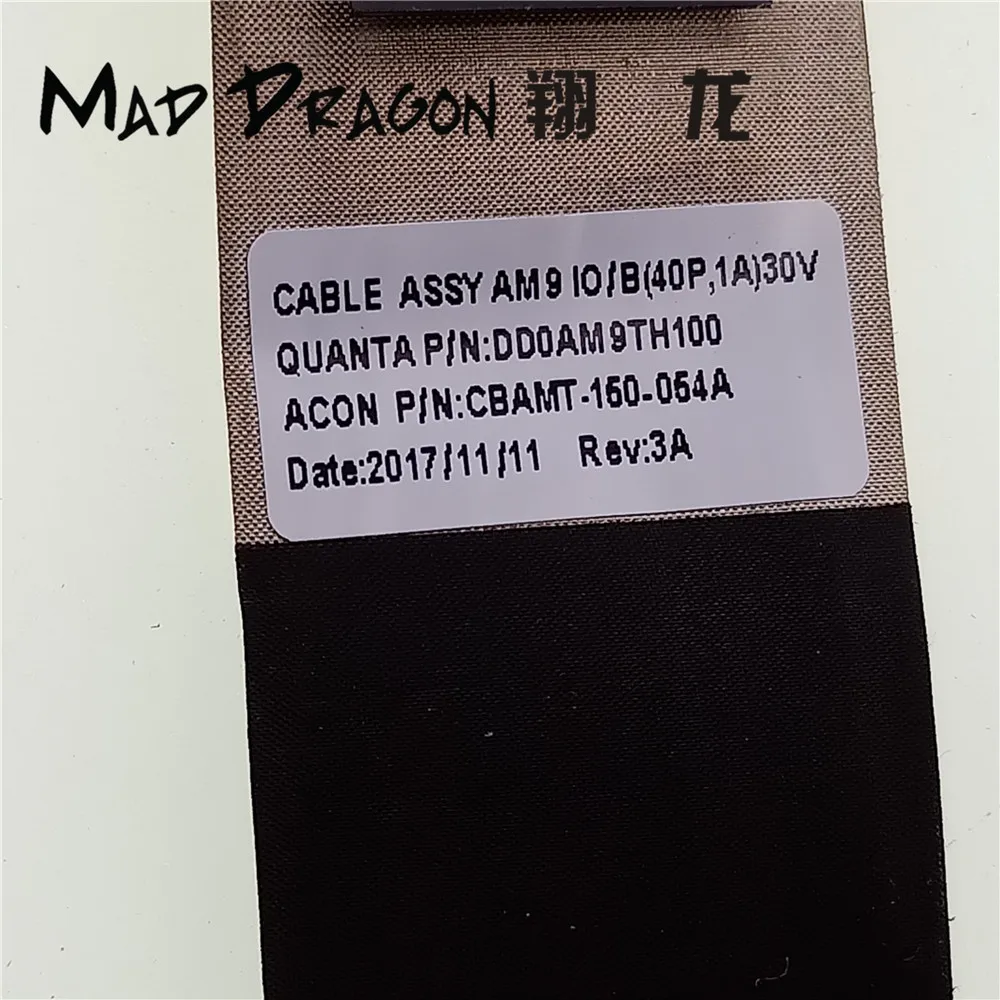 MAD DRAGON 翔 龙
CABLE ASSY AM9 IO/B(40P,1A)30V
QUANTA P/N:DD0AM9TH100
ACON P/N:CBAMT-150-054A
Date:2017/11/11 Rev:3A